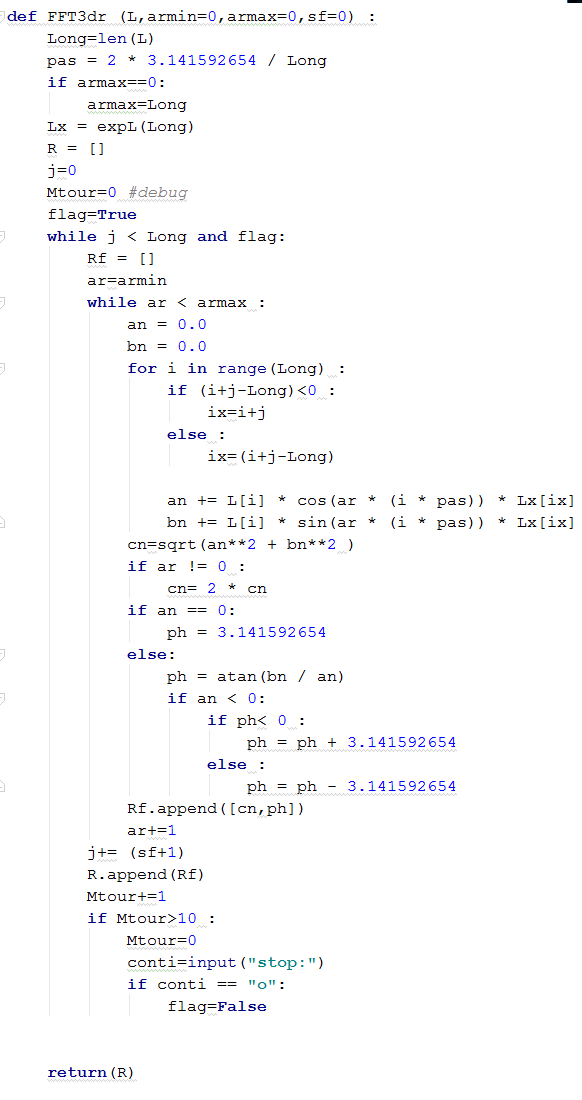 def FFT3dr (L,armin=0,armax=0,sf=0) :
    Long=len(L)
    pas = 2 * 3.141592654 / Long
    if armax==0:
        armax=Long
    Lx = expL(Long)
    R = []
    j=0
    Mtour=0 #debug
    flag=True
    while j < Long and flag:
        Rf = []
        ar=armin
        while ar < armax :
            an = 0.0
            bn = 0.0
            for i in range(Long) :
                if (i+j-Long)<0 :
                    ix=i+j
                else :
                    ix=(i+j-Long)

                an += L[i] * cos(ar * (i * pas)) * Lx[ix]
                bn += L[i] * sin(ar * (i * pas)) * Lx[ix]
            cn=sqrt(an**2 + bn**2 )
            if ar != 0 :
                cn= 2 * cn
            if an == 0:
                ph = 3.141592654
            else:
                ph = atan(bn / an)
                if an < 0:
                    if ph< 0 :
                        ph = ph + 3.141592654
                    else :
                        ph = ph - 3.141592654
            Rf.append([cn,ph])
            ar+=1
        j+= (sf+1)
        R.append(Rf)
        Mtour+=1
        if Mtour>10 :
            Mtour=0
            conti=input("stop:")
            if conti == "o":
                flag=False

    return(R)